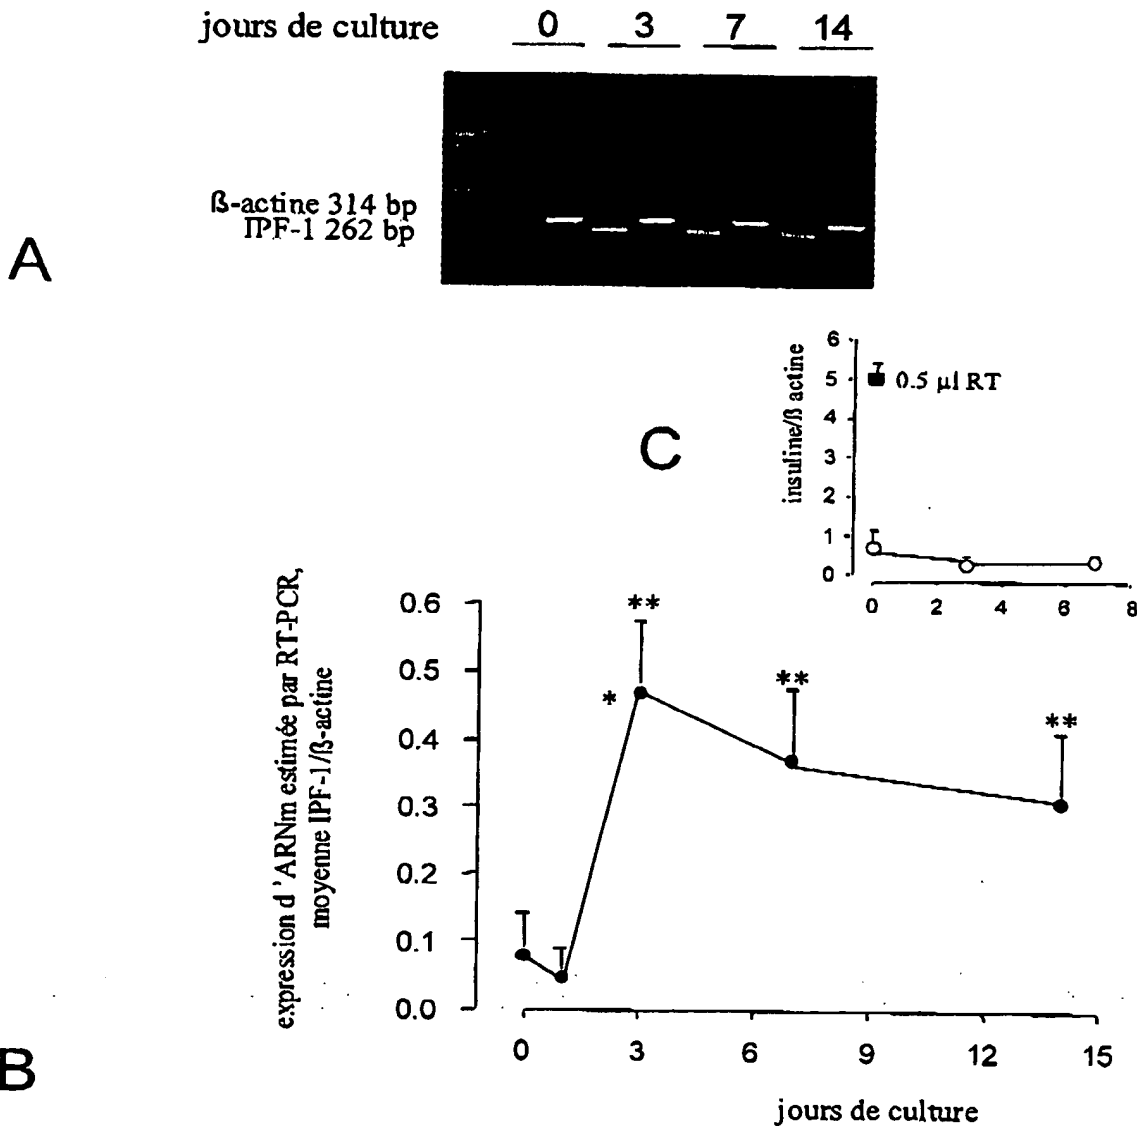 jours de culture 0 3 7 14
ß-actine 314 bp
IPF-1 262 bp
A
6
5
4
3
2
1
0
insuline/ß actine
0.5 µl RT
0 2 4 6 8
C
expression d'ARNm estimée par RT-PCR,
moyenne IPF-1/ß-actine
0.6
0.5
0.4
0.3
0.2
0.1
0.0
**
*
**
**
0 3 6 9 12 15
B
jours de culture